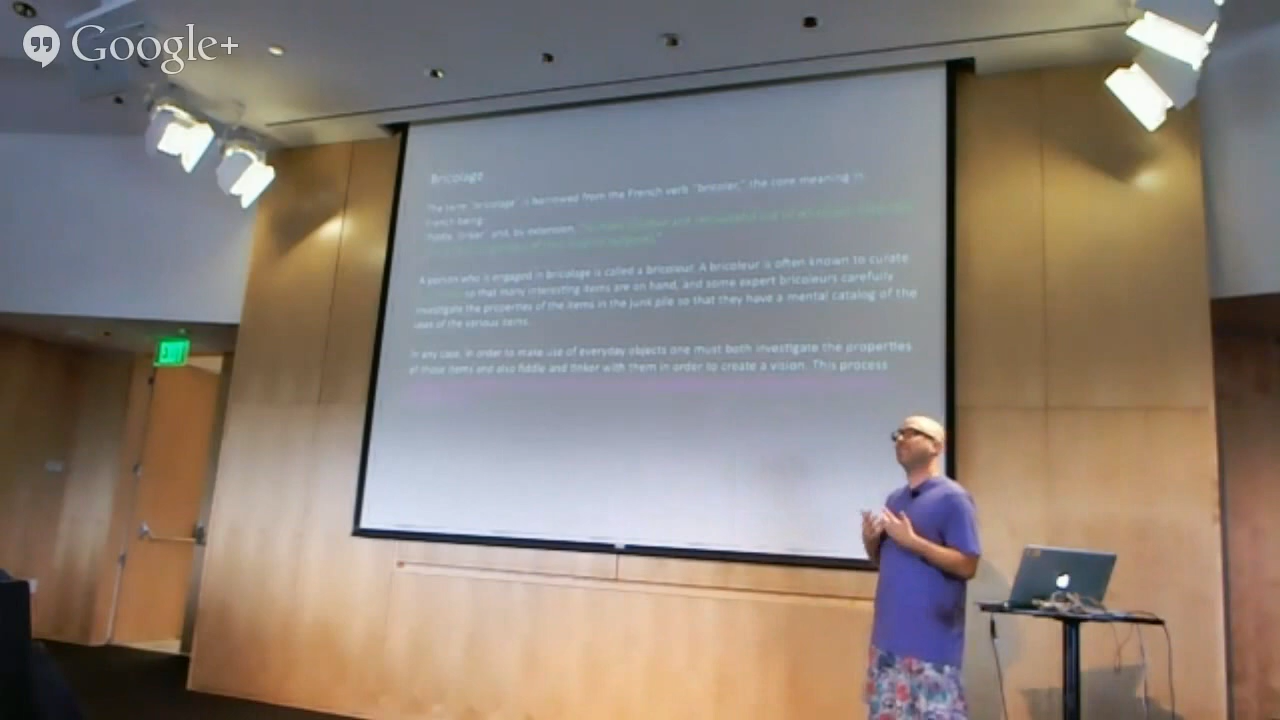 Google+
Bricolage
The term "bricolage" is borrowed from the French verb "bricoler," the core meaning in
French being
"fiddle, tinker" and, by extension,
A person who is engaged in bricolage is called a bricoleur. A bricoleur is often known to curate
so that many interesting items are on hand, and some expert bricoleurs carefully
investigate the properties of the items in the junk pile so that they have a mental catalog of the
uses of the various items.
In any case, in order to make use of everyday objects one must both investigate the properties
of those items and also fiddle and tinker with them in order to create a vision. This process